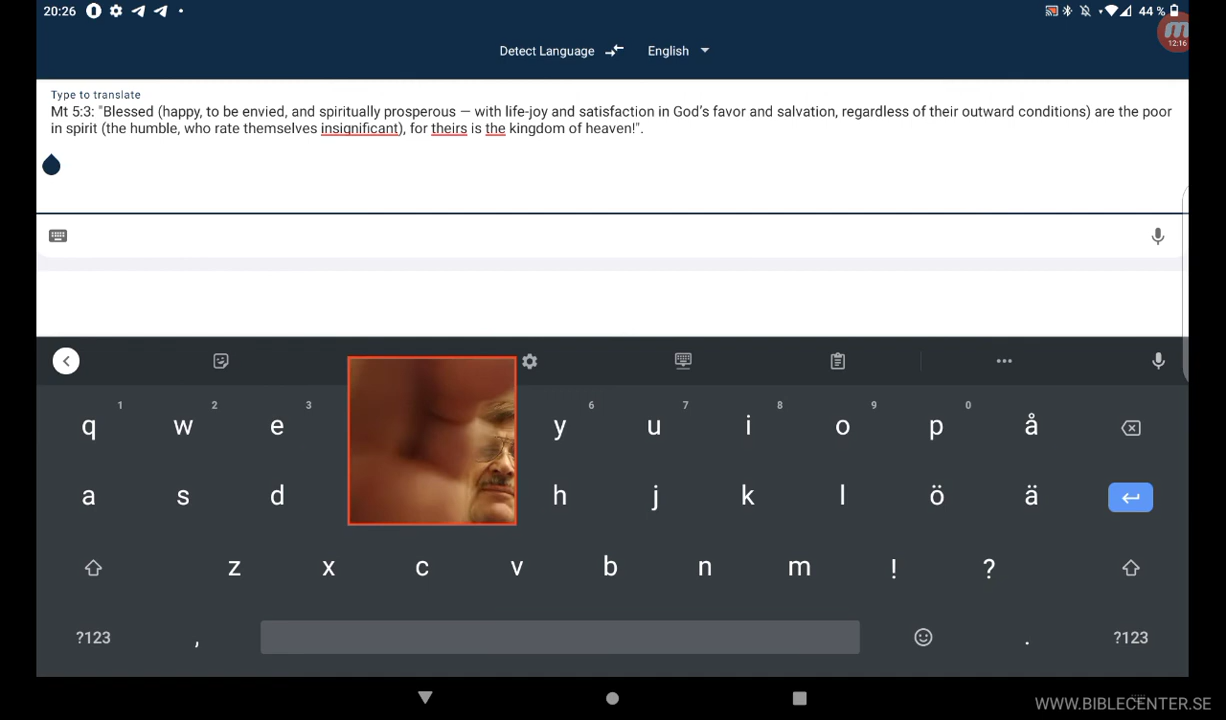 20:26
44 %
12:16
Detect Language
English
Type to translate
Mt 5:3: "Blessed (happy, to be envied, and spiritually prosperous — with life-joy and satisfaction in God’s favor and salvation, regardless of their outward conditions) are the poor
in spirit (the humble, who rate themselves insignificant), for theirs is the kingdom of heaven!".
1 2 3 6 7 8 9 0
q w e y u i o p å
a s d h j k l ö ä
z x c v b n m ! ?
?123 , . ?123
WWW.BIBLECENTER.SE